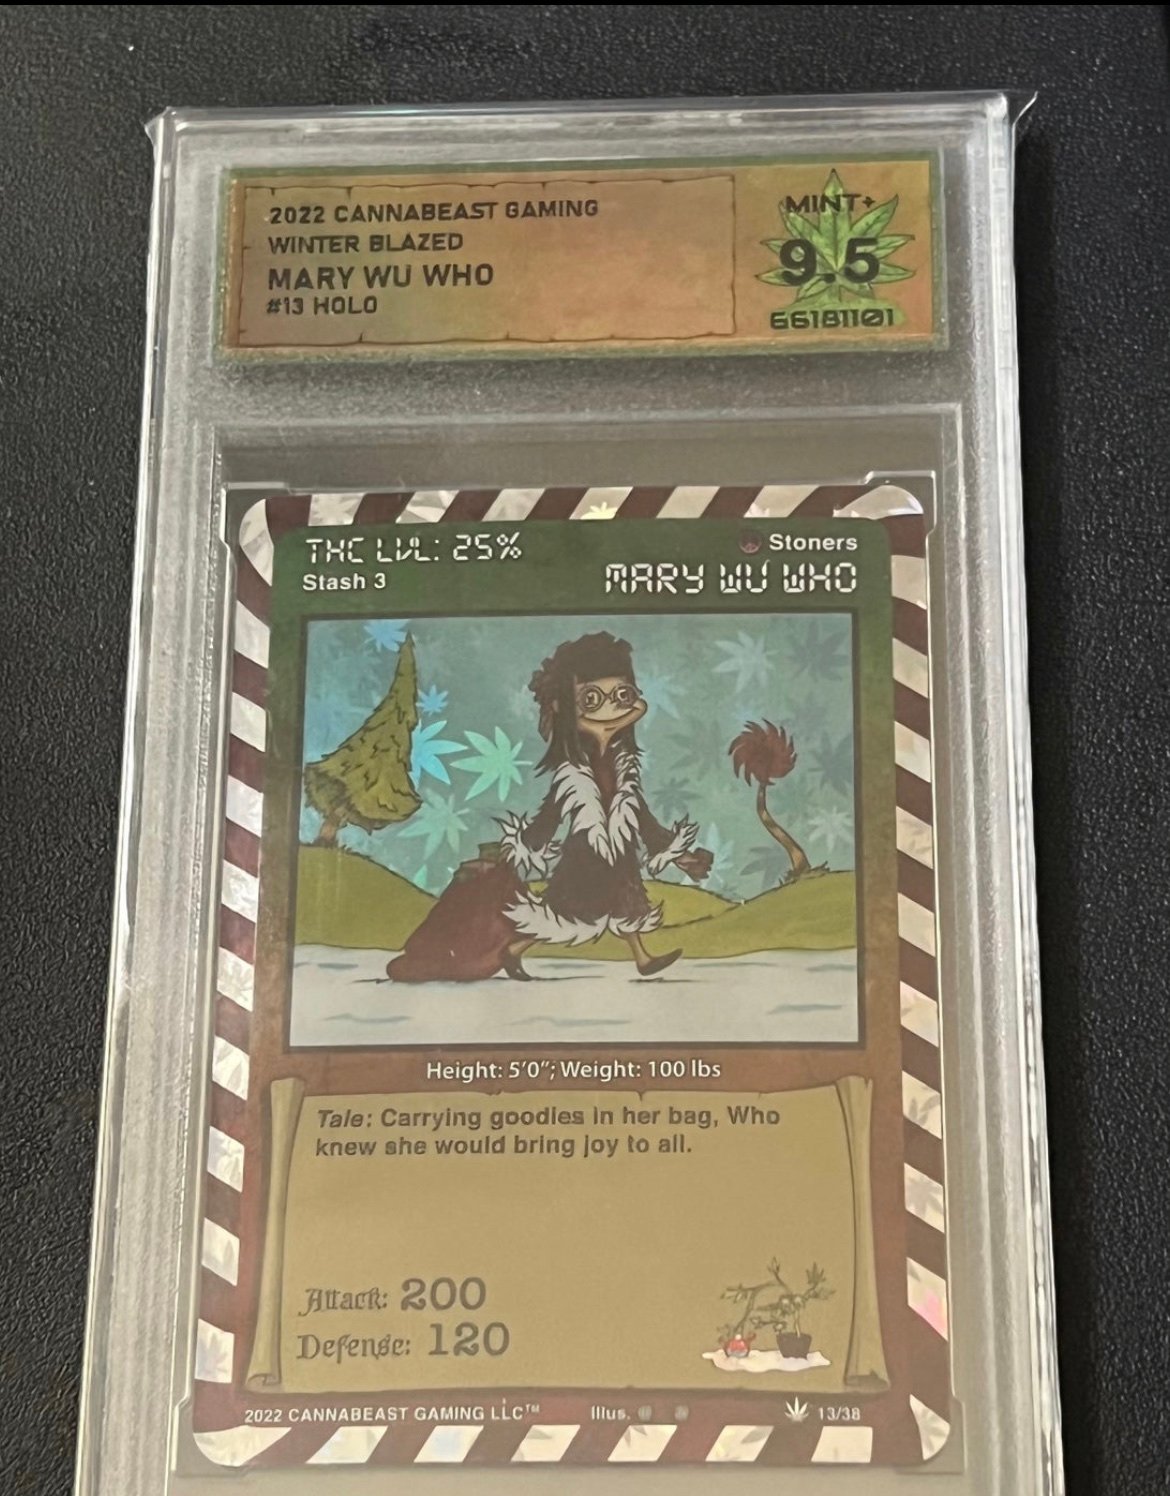 2022 CANNABEAST GAMING
WINTER BLAZED
MARY WU WHO
#13 HOLO
MINT+
9.5
66181101
THC LVL: 25%
Stash 3
Stoners
MARY WU WHO
Height: 5'0"; Weight: 100 lbs
Tale: Carrying goodies in her bag, Who
knew she would bring joy to all.
Attack: 200
Defense: 120
2022 CANNABEAST GAMING LLC™ Illus. 13/38